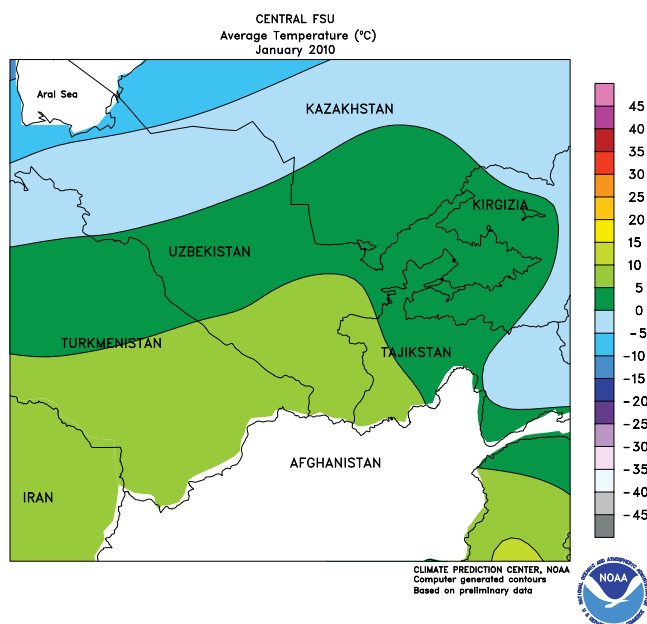 CENTRAL FSU
Average Temperature (°C)
January 2010
Aral Sea
KAZAKHSTAN
KIRGIZIA
UZBEKISTAN
TURKMENISTAN
TAJIKSTAN
AFGHANISTAN
IRAN
45
40
35
30
25
20
15
10
5
0
-5
-10
-15
-20
-25
-30
-35
-40
-45
CLIMATE PREDICTION CENTER, NOAA
Computer generated contours
Based on preliminary data
NOAA